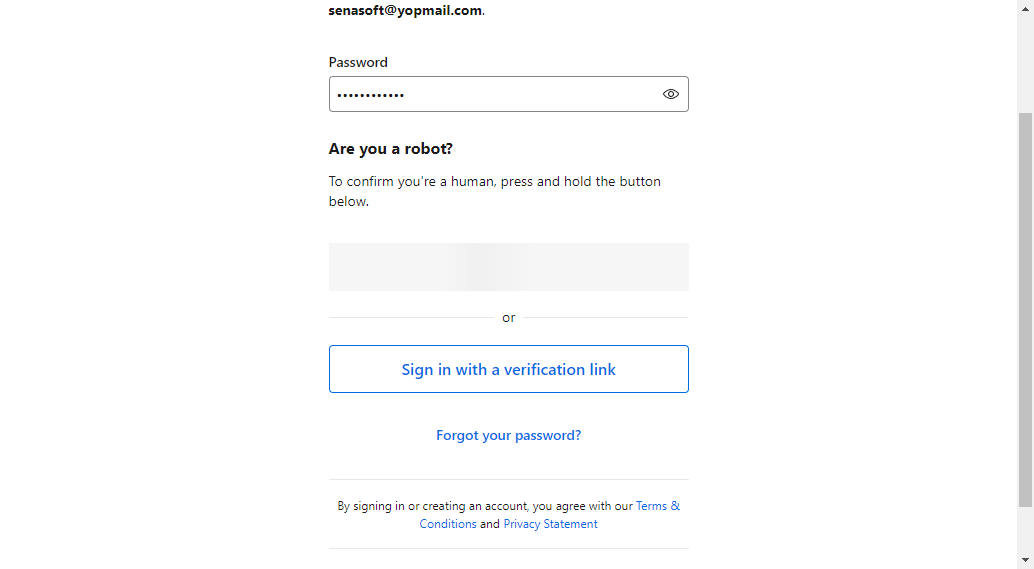 senasoft@yopmail.com.
Password
••••••••••••
Are you a robot?
To confirm you're a human, press and hold the button
below.
or
Sign in with a verification link
Forgot your password?
By signing in or creating an account, you agree with our Terms &
Conditions and Privacy Statement